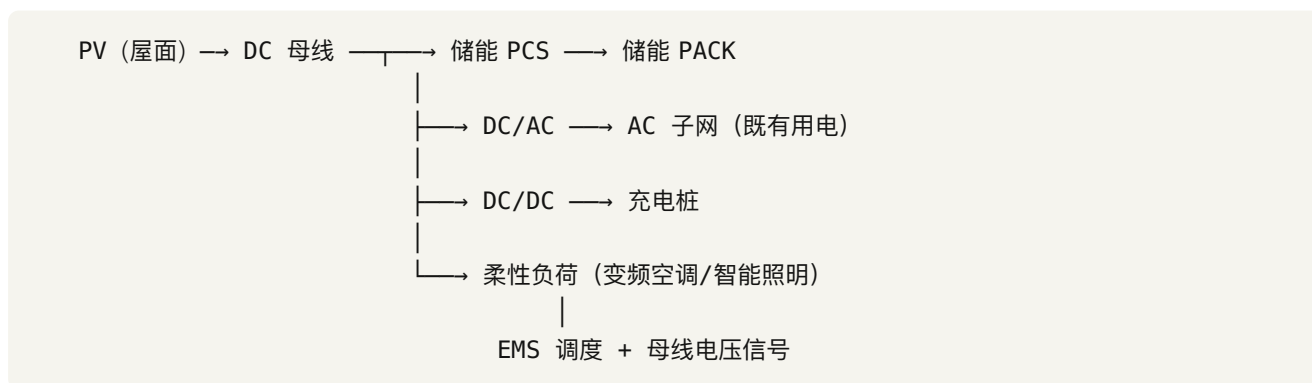 PV（屋面）—→ DC 母线 ——┬——→ 储能 PCS ——→ 储能 PACK
│
├——→ DC/AC ——→ AC 子网（既有用电）
│
├——→ DC/DC ——→ 充电桩
│
└——→ 柔性负荷（变频空调/智能照明）
│
EMS 调度 + 母线电压信号